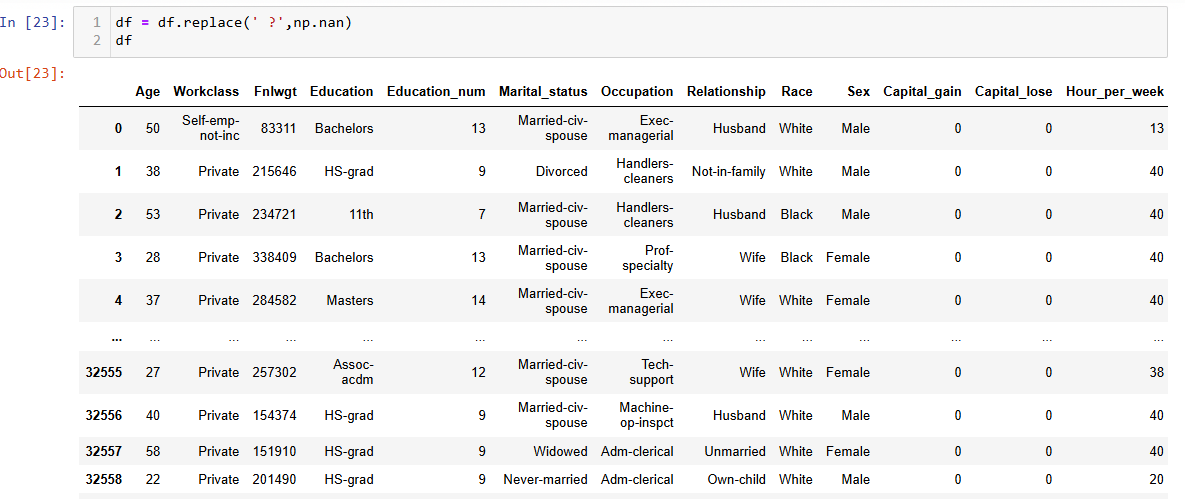 In [23]: 1 df = df.replace(' ?',np.nan)
2 df
Out[23]:
Age Workclass Fnlwgt Education Education_num Marital_status Occupation Relationship Race Sex Capital_gain Capital_lose Hour_per_week
0 50 Self-emp-not-inc 83311 Bachelors 13 Married-civ-spouse Exec-managerial Husband White Male 0 0 13
1 38 Private 215646 HS-grad 9 Divorced Handlers-cleaners Not-in-family White Male 0 0 40
2 53 Private 234721 11th 7 Married-civ-spouse Handlers-cleaners Husband Black Male 0 0 40
3 28 Private 338409 Bachelors 13 Married-civ-spouse Prof-specialty Wife Black Female 0 0 40
4 37 Private 284582 Masters 14 Married-civ-spouse Exec-managerial Wife White Female 0 0 40
... ... ... ... ... ... ... ... ... ... ... ... ... ...
32555 27 Private 257302 Assoc-acdm 12 Married-civ-spouse Tech-support Wife White Female 0 0 38
32556 40 Private 154374 HS-grad 9 Married-civ-spouse Machine-op-inspct Husband White Male 0 0 40
32557 58 Private 151910 HS-grad 9 Widowed Adm-clerical Unmarried White Female 0 0 40
32558 22 Private 201490 HS-grad 9 Never-married Adm-clerical Own-child White Male 0 0 20